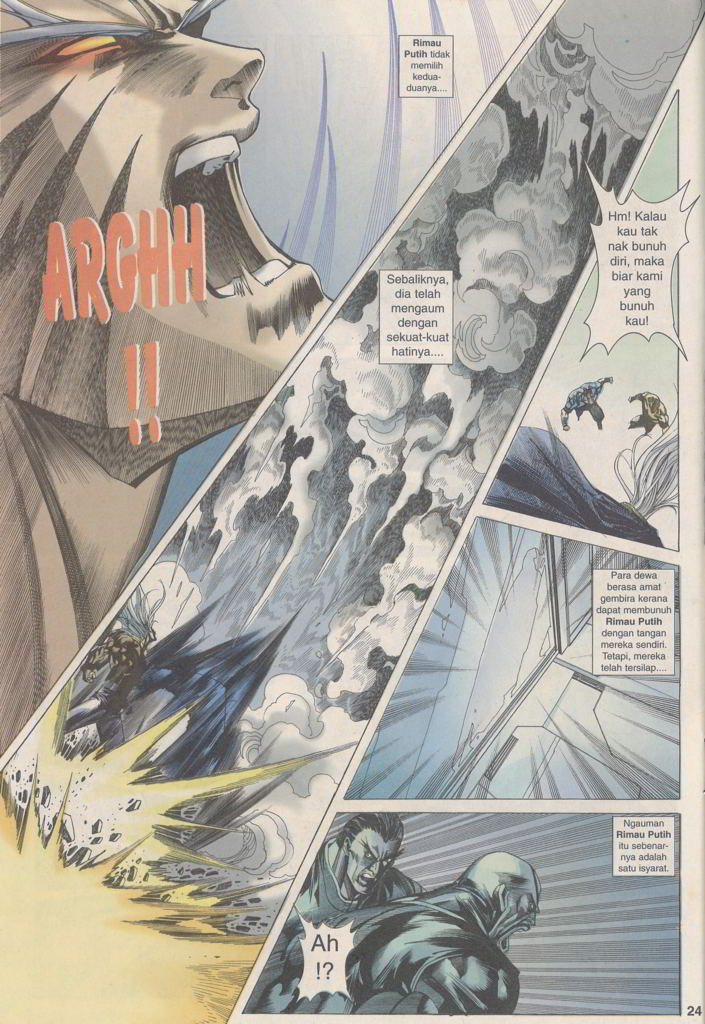 Rimau
Putih tidak
memilih
kedua-
duanya....
ARGHH
!!
Sebaliknya,
dia telah
mengaum
dengan
sekuat-kuat
hatinya....
Hm! Kalau
kau tak
nak bunuh
diri, maka
biar kami
yang
bunuh
kau!
Para dewa
berasa amat
gembira kerana
dapat membunuh
Rimau Putih
dengan tangan
mereka sendiri.
Tetapi, mereka
telah tersilap....
Ngauman
Rimau Putih
itu sebenar-
nya adalah
satu isyarat.
Ah
!?
24